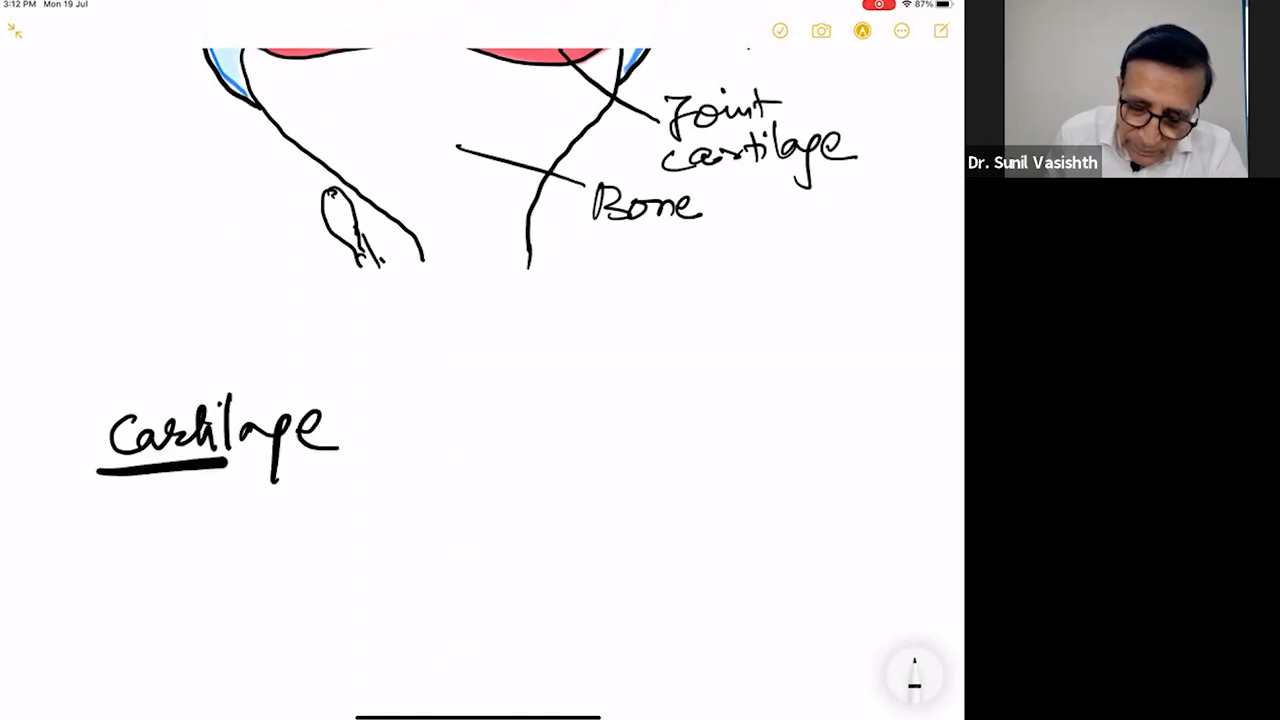 3:12 PM Mon 19 Jul
87%
Joint
cartilage
Bone
Dr. Sunil Vasishth
Cartilage